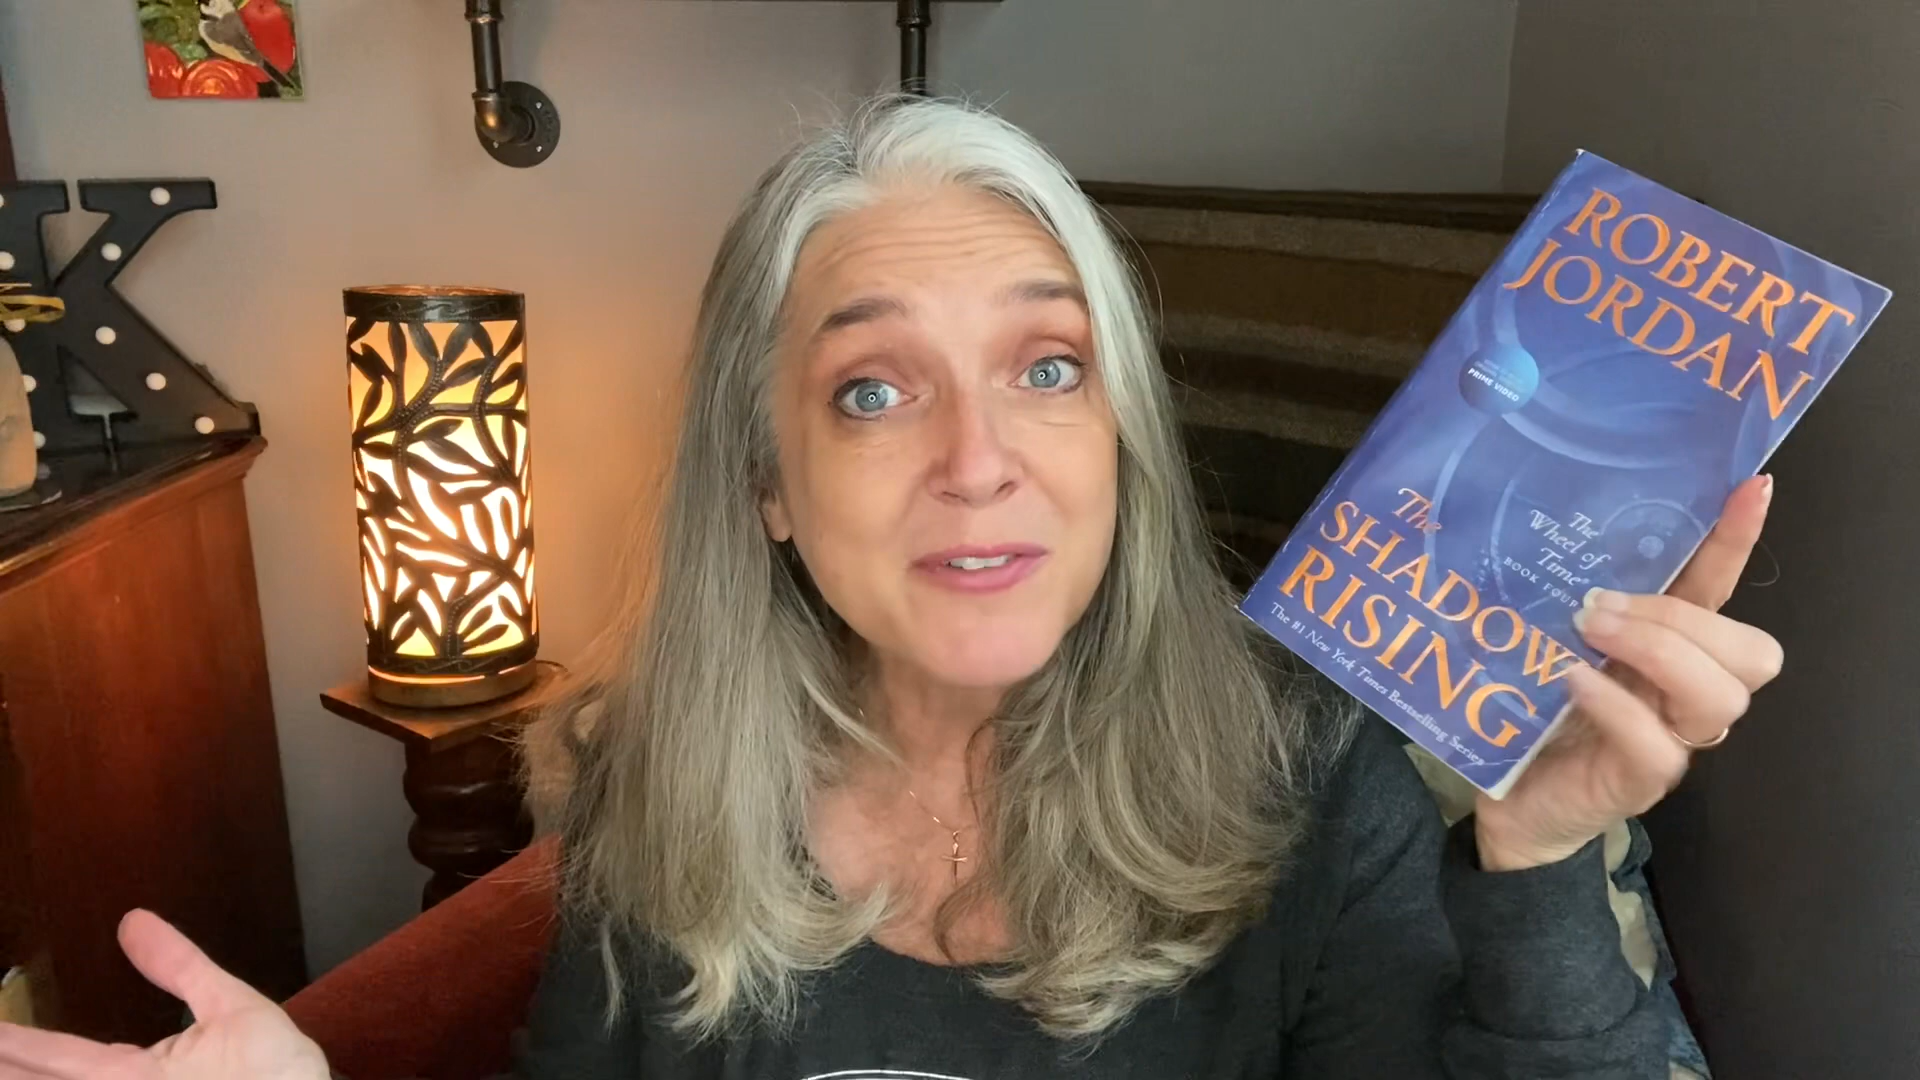 K
ROBERT
JORDAN
PRIME VIDEO
The
Wheel of
Time®
BOOK FOUR
The
SHADOW
RISING
The #1 New York Times Bestselling Series